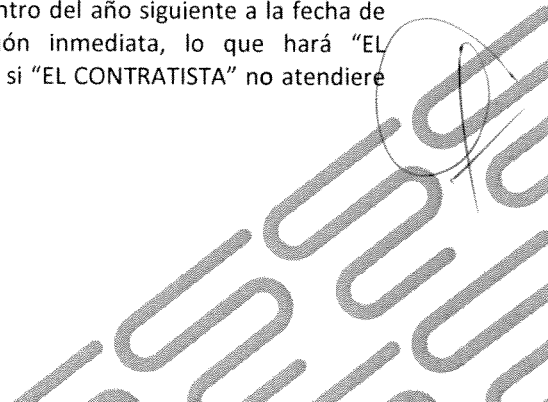 ntro del año siguiente a la fecha de
ón inmediata, lo que hará “EL
si “EL CONTRATISTA” no atendiere